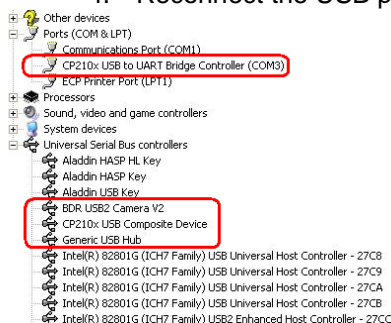 Reconnect the USB p
Other devices
Ports (COM & LPT)
Communications Port (COM1)
CP210x USB to UART Bridge Controller (COM3)
ECP Printer Port (LPT1)
Processors
Sound, video and game controllers
System devices
Universal Serial Bus controllers
Aladdin HASP HL Key
Aladdin HASP Key
Aladdin USB Key
BDR USB2 Camera V2
CP210x USB Composite Device
Generic USB Hub
Intel(R) 82801G (ICH7 Family) USB Universal Host Controller - 27C8
Intel(R) 82801G (ICH7 Family) USB Universal Host Controller - 27C9
Intel(R) 82801G (ICH7 Family) USB Universal Host Controller - 27CA
Intel(R) 82801G (ICH7 Family) USB Universal Host Controller - 27CB
Intel(R) 82801G (ICH7 Family) USB2 Enhanced Host Controller - 27CC